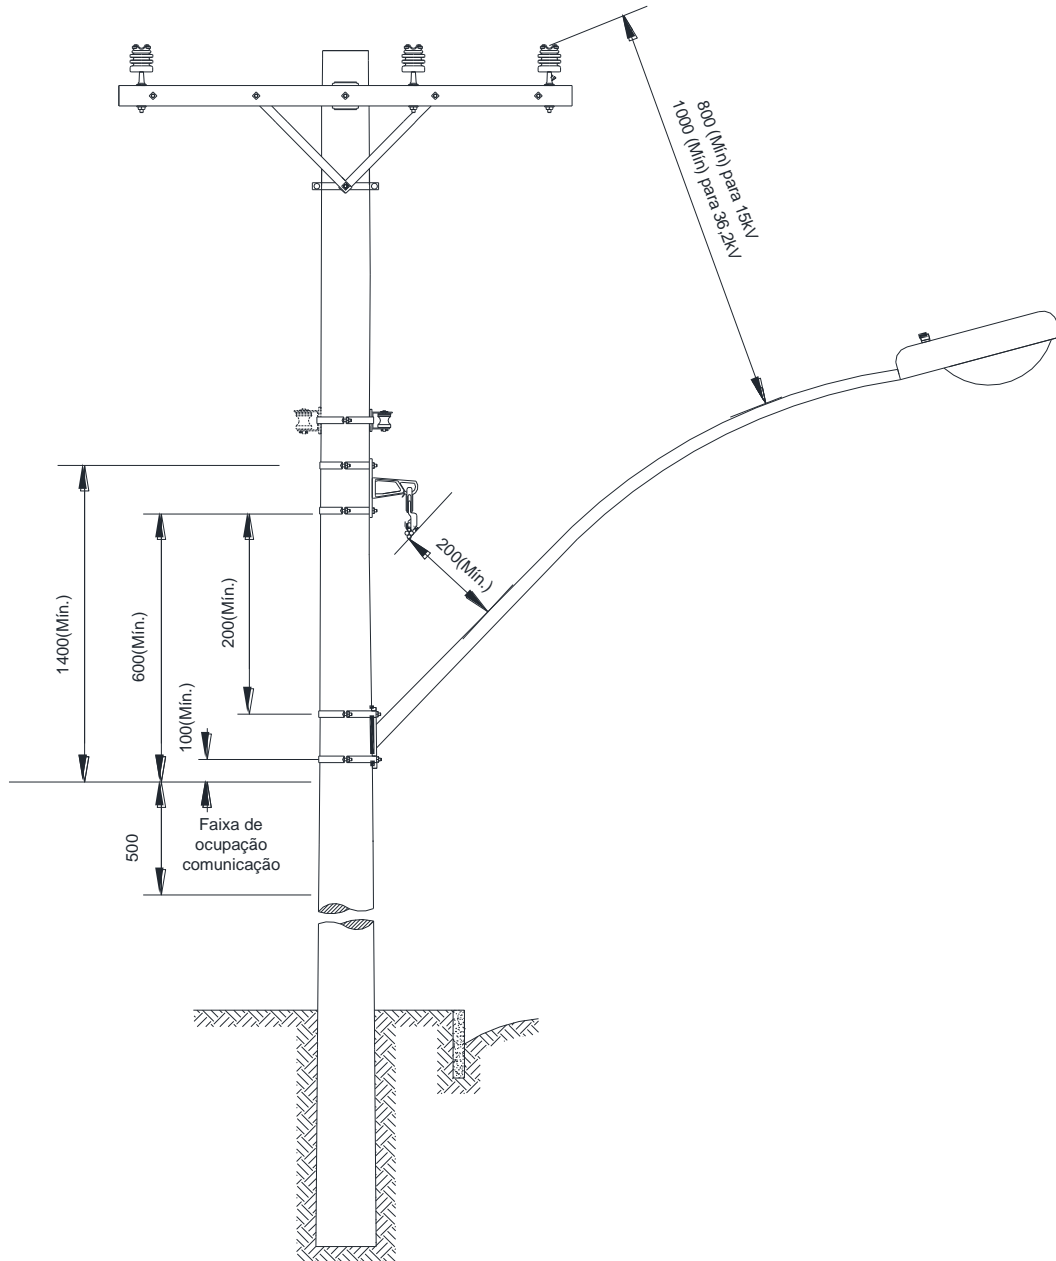 800 (Mín) para 15kV
1000 (Mín) para 36,2kV
200(Mín.)
1400(Mín.)
600(Mín.)
200(Mín.)
100(Mín.)
500
Faixa de
ocupação
comunicação